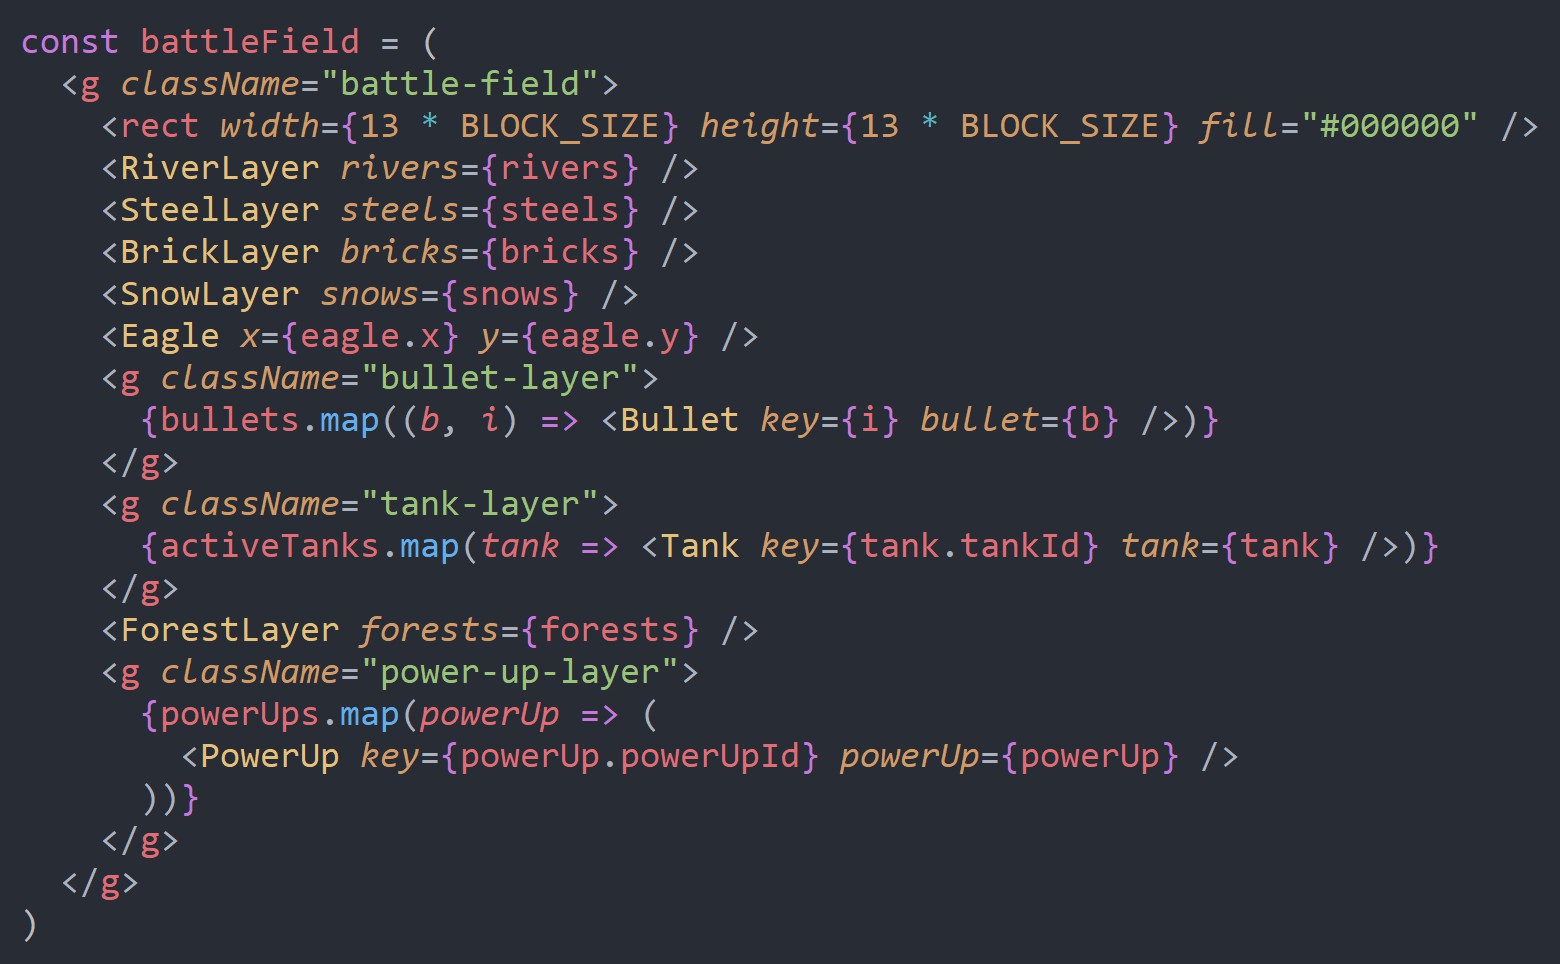 const battleField = (
  <g className="battle-field">
    <rect width={13 * BLOCK_SIZE} height={13 * BLOCK_SIZE} fill="#000000" />
    <RiverLayer rivers={rivers} />
    <SteelLayer steels={steels} />
    <BrickLayer bricks={bricks} />
    <SnowLayer snows={snows} />
    <Eagle x={eagle.x} y={eagle.y} />
    <g className="bullet-layer">
      {bullets.map((b, i) => <Bullet key={i} bullet={b} />)}
    </g>
    <g className="tank-layer">
      {activeTanks.map(tank => <Tank key={tank.tankId} tank={tank} />)}
    </g>
    <ForestLayer forests={forests} />
    <g className="power-up-layer">
      {powerUps.map(powerUp => (
        <PowerUp key={powerUp.powerUpId} powerUp={powerUp} />
      ))}
    </g>
  </g>
)